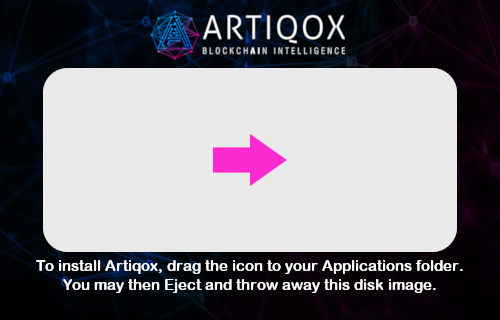 ARTIQOX
BLOCKCHAIN INTELLIGENCE
To install Artiqox, drag the icon to your Applications folder.
You may then Eject and throw away this disk image.